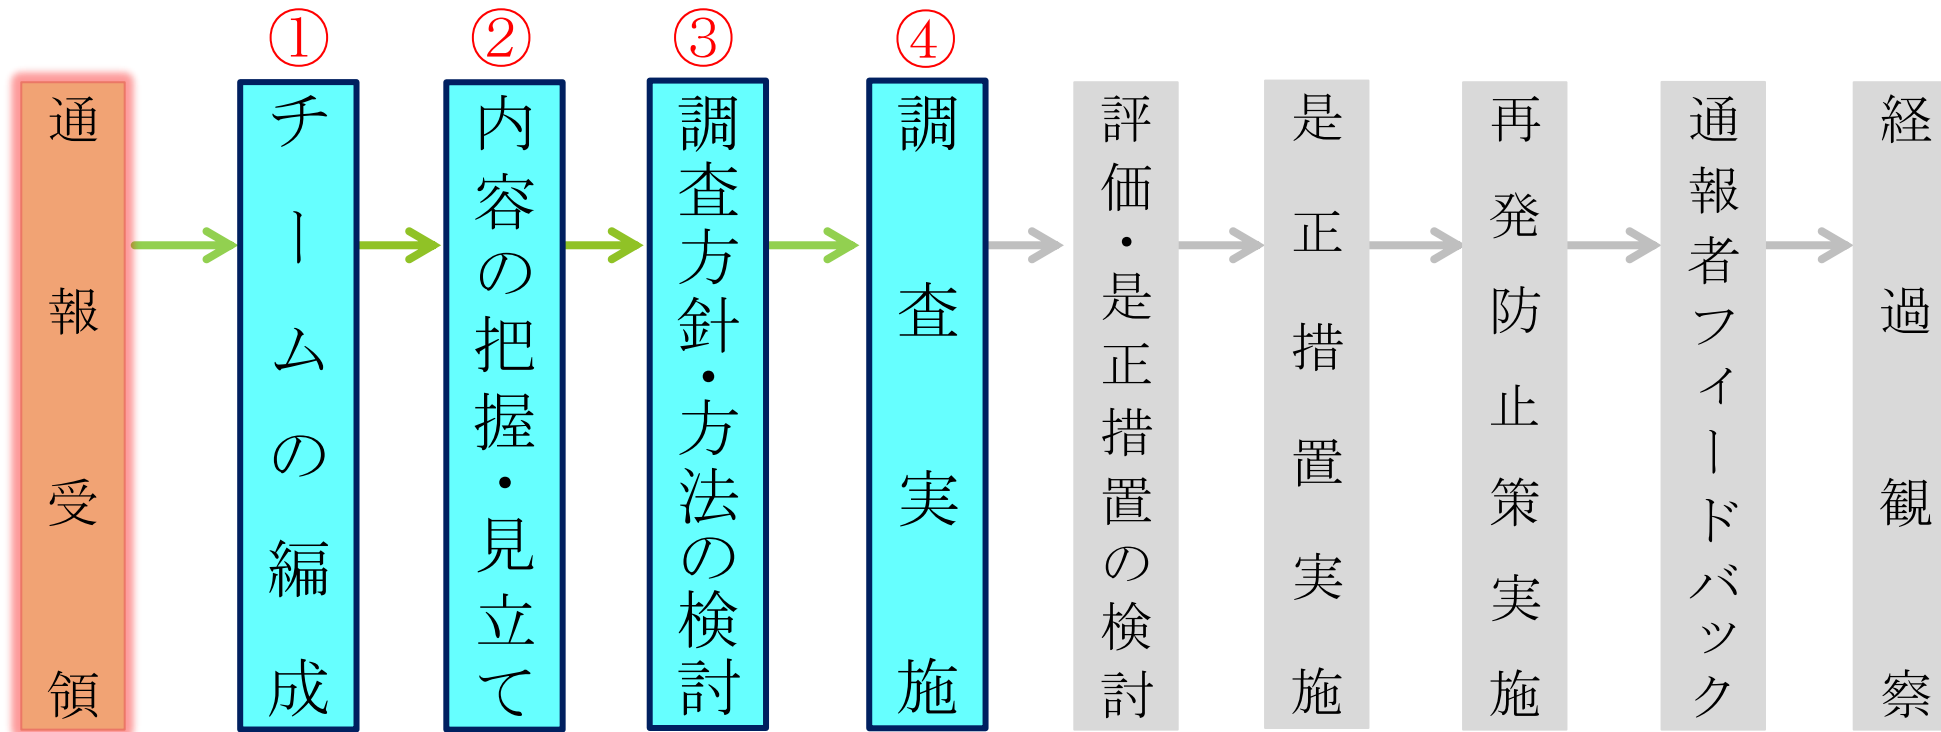 通報受領
①
チームの編成
②
内容の把握・見立て
③
調査方針・方法の検討
④
調査実施
評価・是正措置の検討
是正措置実施
再発防止策実施
通報者フィードバック
経過観察